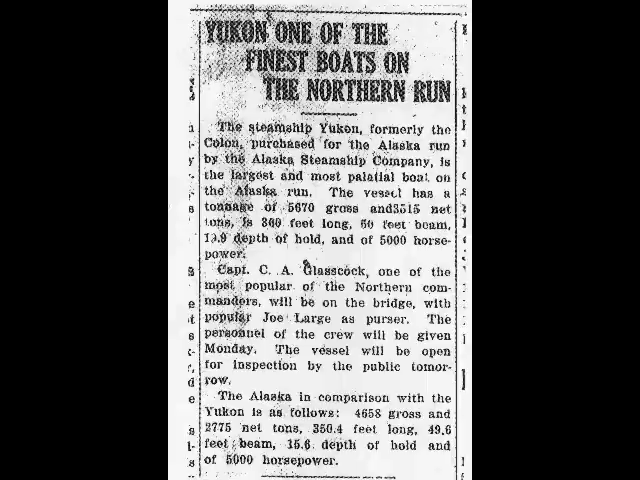 YUKON ONE OF THE
FINEST BOATS ON
THE NORTHERN RUN
The steamship Yukon, formerly the
Colon, purchased for the Alaska run
by the Alaska Steamship Company, is
the largest and most palatial boat on
the Alaska run. The vessel has a
tonnage of 5670 gross and3515 net
tons, is 360 feet long, 50 feet beam,
depth of hold, and of 5000 horse-
power.
Capt. C. A. Glasscock, one of the
most popular of the Northern com-
manders, will be on the bridge, with
popular Joe Large as purser. The
personnel of the crew will be given
Monday. The vessel will be open
for inspection by the public tomor-
row.
The Alaska in comparison with the
Yukon is as follows: 4658 gross and
2775 net tons, 350.4 feet long, 49.6
feet beam, 15.6 depth of hold and
of 5000 horsepower.